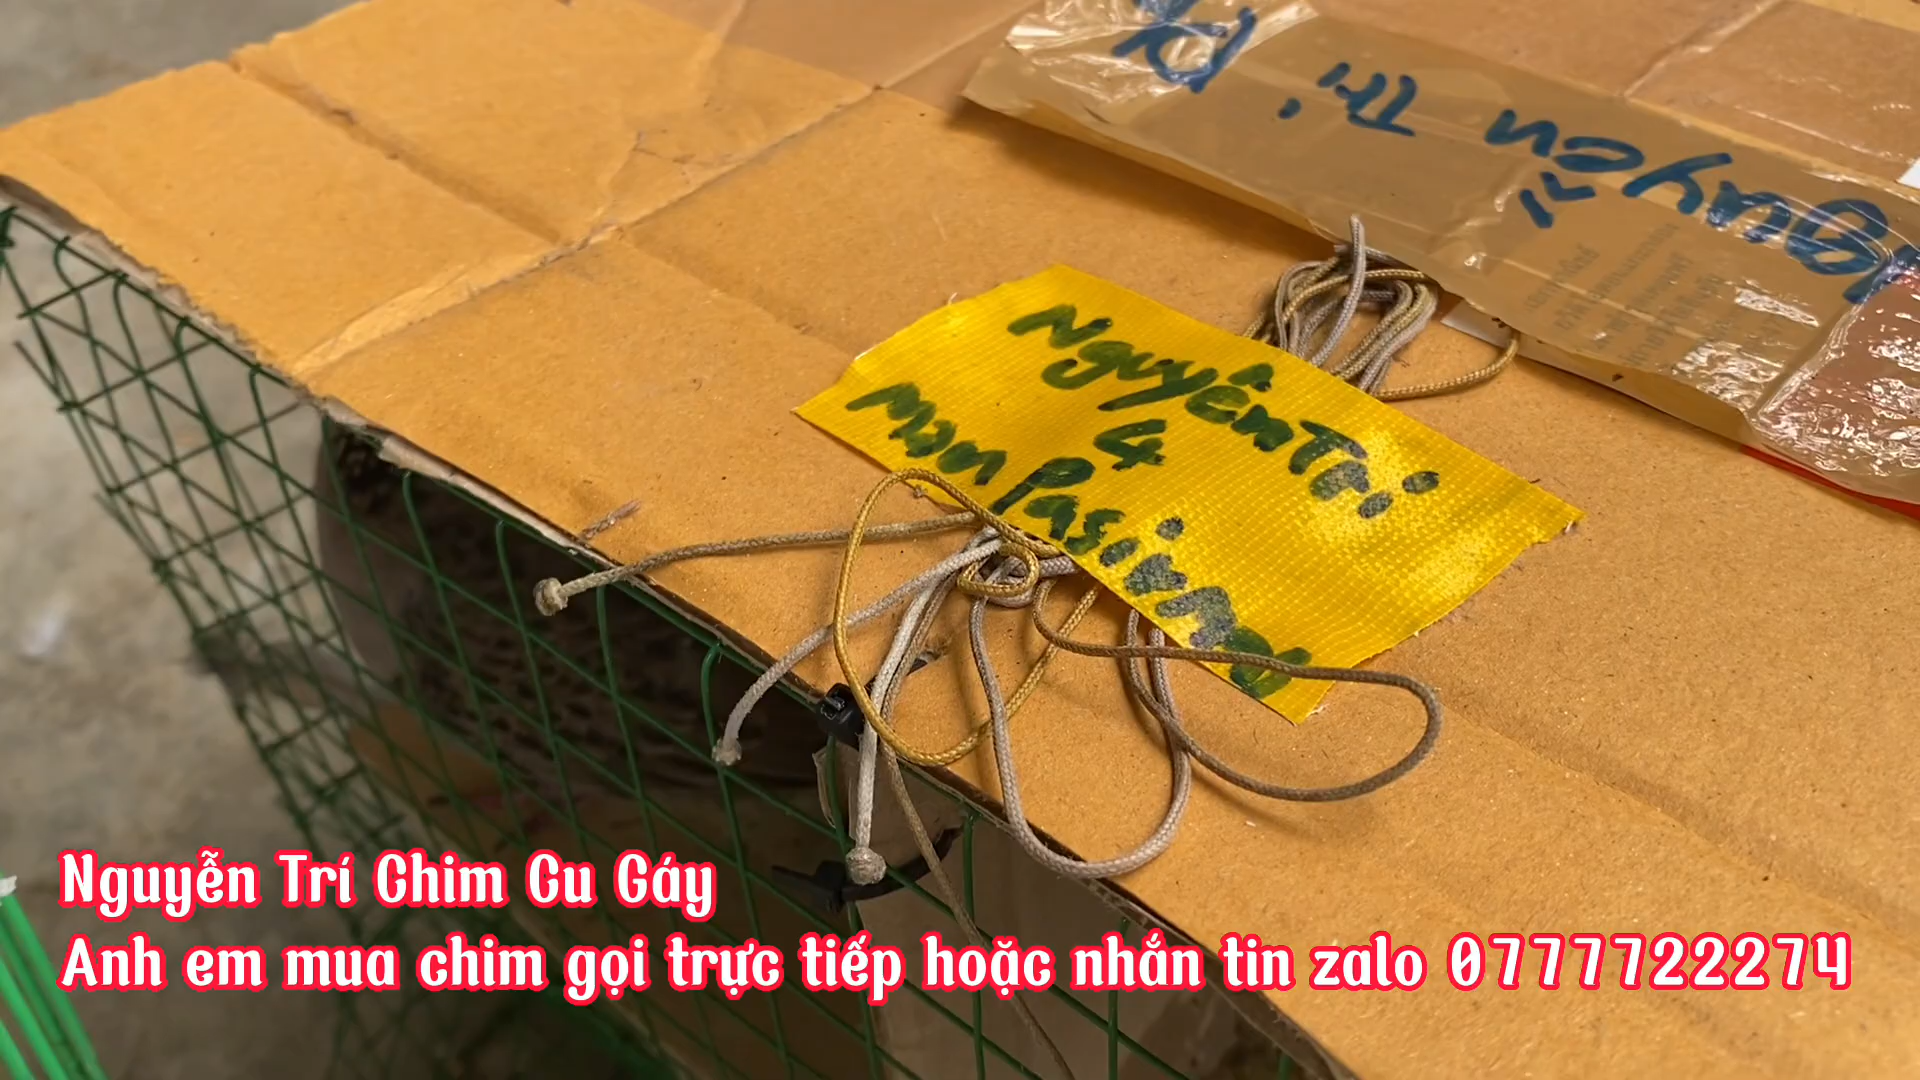 Nguyễn Trí
Nguyên Trí
4
Nguyễn Trí Chim Cu Gáy
Anh em mua chim gọi trực tiếp hoặc nhắn tin zalo 0777722274